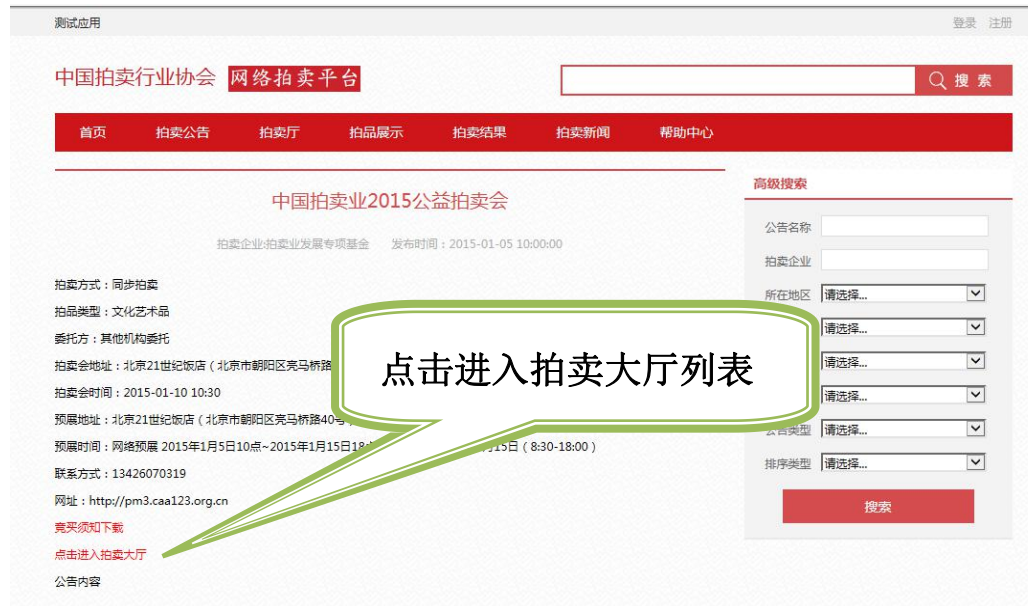 测试应用
登录 注册
中国拍卖行业协会 网络拍卖平台
搜索
首页 拍卖公告 拍卖厅 拍品展示 拍卖结果 拍卖新闻 帮助中心
中国拍卖业2015公益拍卖会
拍卖企业:拍卖业发展专项基金 发布时间：2015-01-05 10:00:00
拍卖方式：同步拍卖
拍品类型：文化艺术品
委托方：其他机构委托
拍卖会地址：北京21世纪饭店（北京市朝阳区亮马桥路
拍卖会时间：2015-01-10 10:30
预展地址：北京21世纪饭店（北京市朝阳区亮马桥路40号
预展时间：网络预展 2015年1月5日10点~2015年1月15日18 月15日（8:30-18:00）
联系方式：13426070319
网址：http://pm3.caa123.org.cn
竞买须知下载
点击进入拍卖大厅
公告内容
点击进入拍卖大厅列表
高级搜索
公告名称
拍卖企业
所在地区 请选择...
请选择...
请选择...
请选择...
公告类型 请选择...
排序类型 请选择...
搜索